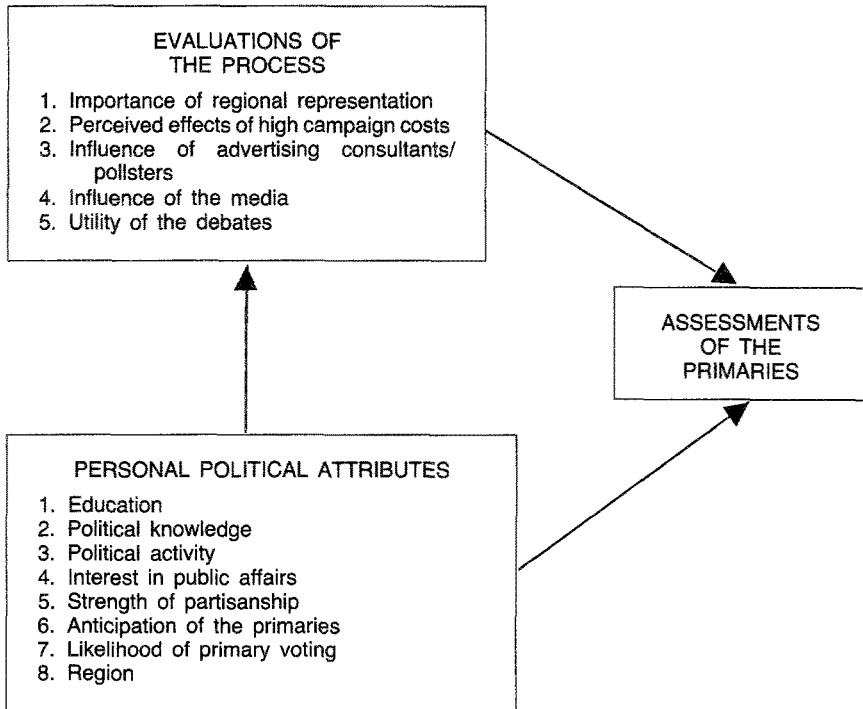 EVALUATIONS OF
THE PROCESS
1. Importance of regional representation
2. Perceived effects of high campaign costs
3. Influence of advertising consultants/
pollsters
4. Influence of the media
5. Utility of the debates
ASSESSMENTS
OF THE
PRIMARIES
PERSONAL POLITICAL ATTRIBUTES
1. Education
2. Political knowledge
3. Political activity
4. Interest in public affairs
5. Strength of partisanship
6. Anticipation of the primaries
7. Likelihood of primary voting
8. Region